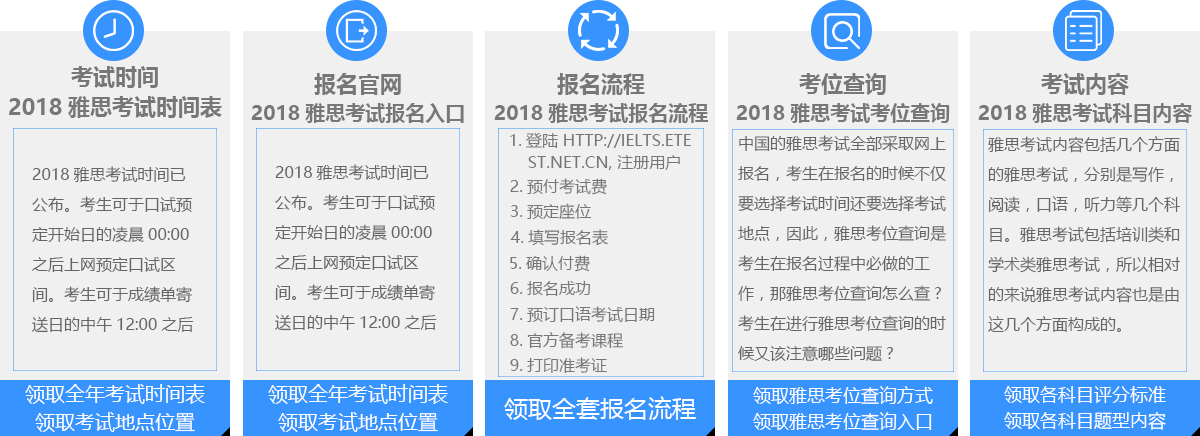 考试时间
2018 雅思考试时间表
2018 雅思考试时间已
公布。考生可于口试预
定开始日的凌晨 00:00
之后上网预定口试区
间。考生可于成绩单寄
送日的中午 12:00 之后
领取全年考试时间表
领取考试地点位置
报名官网
2018 雅思考试报名入口
2018 雅思考试时间已
公布。考生可于口试预
定开始日的凌晨 00:00
之后上网预定口试区
间。考生可于成绩单寄
送日的中午 12:00 之后
领取全年考试时间表
领取考试地点位置
报名流程
2018 雅思考试报名流程
1. 登陆 HTTP://IELTS.ETE
ST.NET.CN, 注册用户
2. 预付考试费
3. 预定座位
4. 填写报名表
5. 确认付费
6. 报名成功
7. 预订口语考试日期
8. 官方备考课程
9. 打印准考证
领取全套报名流程
考位查询
2018 雅思考试考位查询
中国的雅思考试全部采取网上
报名，考生在报名的时候不仅
要选择考试时间还要选择考试
地点，因此，雅思考位查询是
考生在报名过程中必做的工
作，那雅思考位查询怎么查？
考生在进行雅思考位查询的时
候又该注意哪些问题？
领取雅思考位查询方式
领取雅思考位查询入口
考试内容
2018 雅思考试科目内容
雅思考试内容包括几个方面
的雅思考试，分别是写作，
阅读，口语，听力等几个科
目。雅思考试包括培训类和
学术类雅思考试，所以相对
的来说雅思考试内容也是由
这几个方面构成的。
领取各科目评分标准
领取各科目题型内容